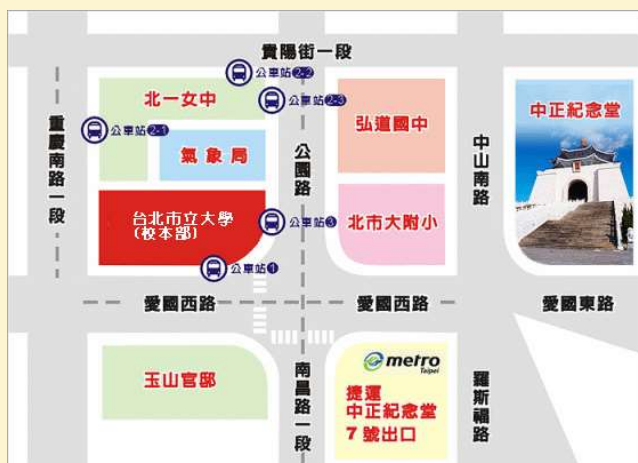 貴陽街一段
公車站2-2
北一女中
公車站2-3
公車站2-1
弘道國中
中正紀念堂
重慶南路一段
氣象局
公園路
中山南路
台北市立大學
(校本部)
公車站3
北市大附小
公車站1
愛國西路
愛國西路
愛國東路
玉山官邸
南昌路一段
metro
Taipei
捷運
中正紀念堂
7號出口
羅斯福路